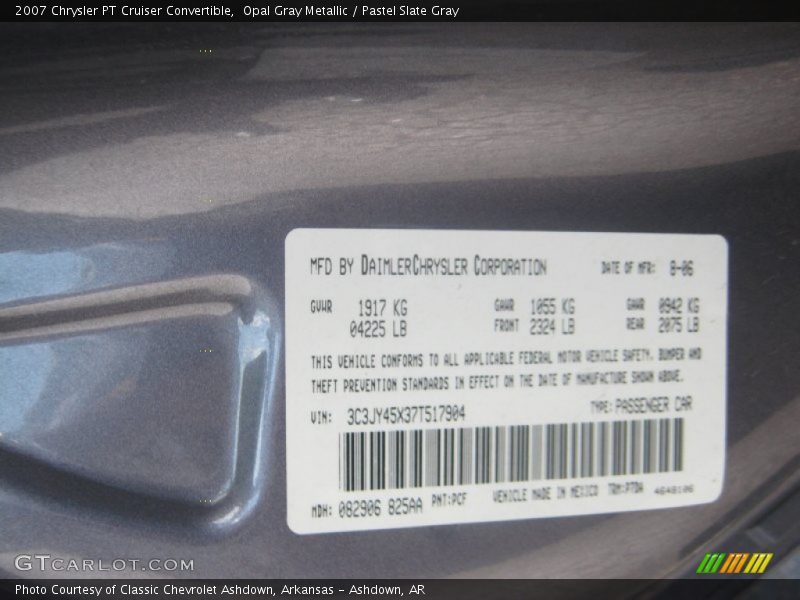 2007 Chrysler PT Cruiser Convertible,  Opal Gray Metallic / Pastel Slate Gray
MFD BY DAIMLERCHRYSLER CORPORATION DATE OF MFR: 8-06
GVWR 1917 KG GAWR 1055 KG GAWR 0942 KG
04225 LB FRONT 2324 LB REAR 2075 LB
THIS VEHICLE CONFORMS TO ALL APPLICABLE FEDERAL MOTOR VEHICLE SAFETY, BUMPER AND
THEFT PREVENTION STANDARDS IN EFFECT ON THE DATE OF MANUFACTURE SHOWN ABOVE.
VIN: 3C3JY45X37T517904 TYPE: PASSENGER CAR
MDH: 082906 825AA PNT: PCF VEHICLE MADE IN MEXICO TRM: P7DA 4648106
GTCARLOT.COM
Photo Courtesy of Classic Chevrolet Ashdown, Arkansas - Ashdown, AR